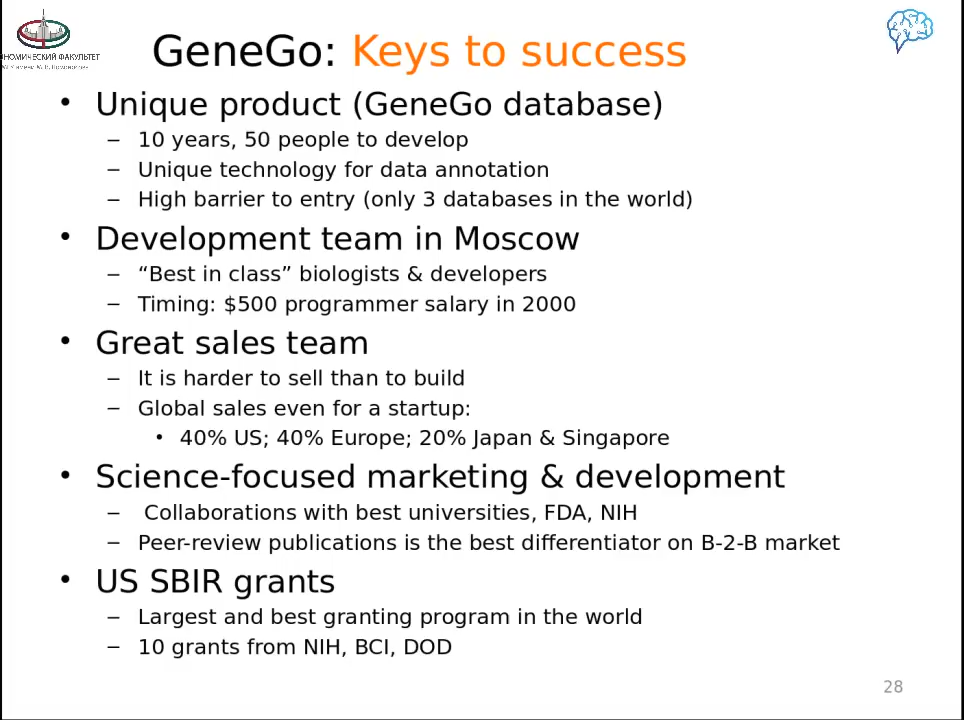 НОМИЧЕСКИЙ ФАКУЛЬТЕТ
GeneGo: Keys to success
• Unique product (GeneGo database)
– 10 years, 50 people to develop
– Unique technology for data annotation
– High barrier to entry (only 3 databases in the world)
• Development team in Moscow
– “Best in class” biologists & developers
– Timing: $500 programmer salary in 2000
• Great sales team
– It is harder to sell than to build
– Global sales even for a startup:
• 40% US; 40% Europe; 20% Japan & Singapore
• Science-focused marketing & development
– Collaborations with best universities, FDA, NIH
– Peer-review publications is the best differentiator on B-2-B market
• US SBIR grants
– Largest and best granting program in the world
– 10 grants from NIH, BCI, DOD
28